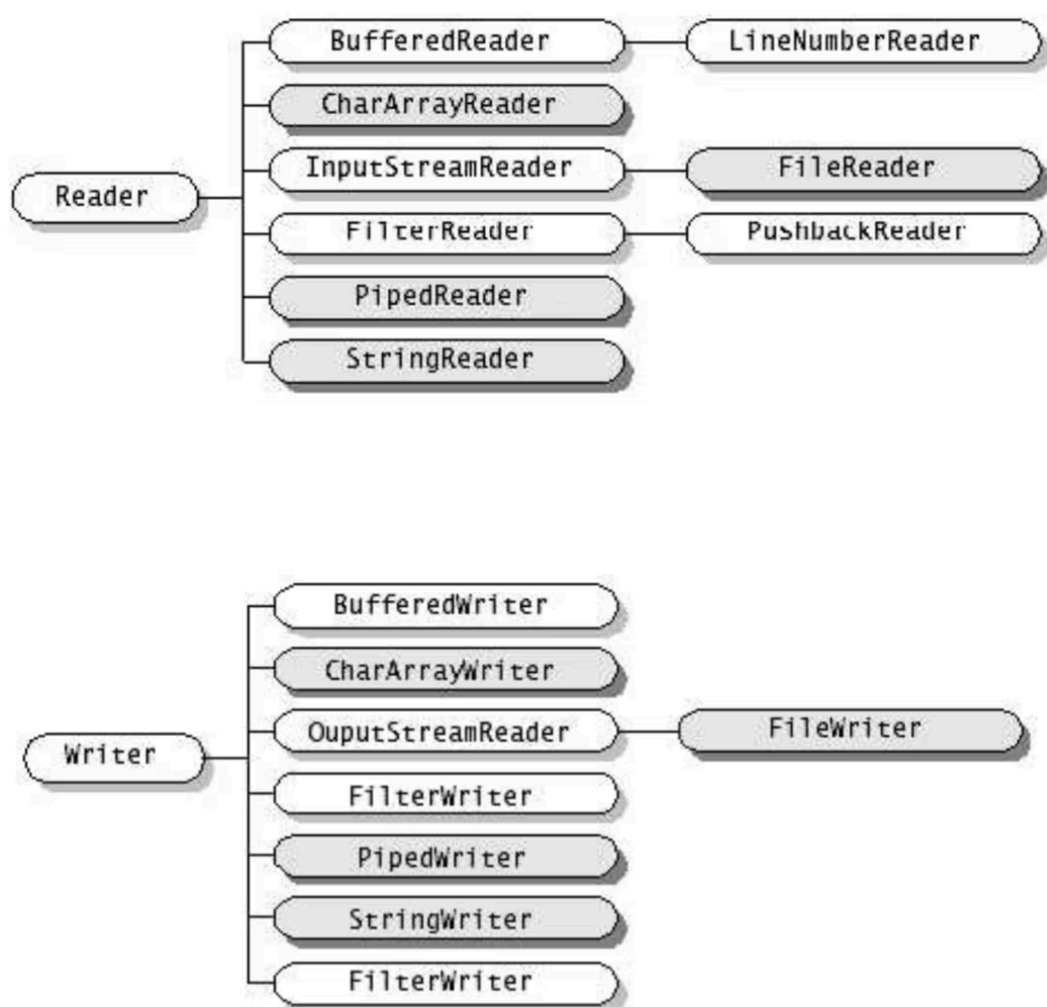 BufferedReader
LineNumberReader
CharArrayReader
InputStreamReader
FileReader
Reader
FilterReader
PushbackReader
PipedReader
StringReader
BufferedWriter
CharArrayWriter
OuputStreamReader
FileWriter
Writer
FilterWriter
PipedWriter
StringWriter
FilterWriter